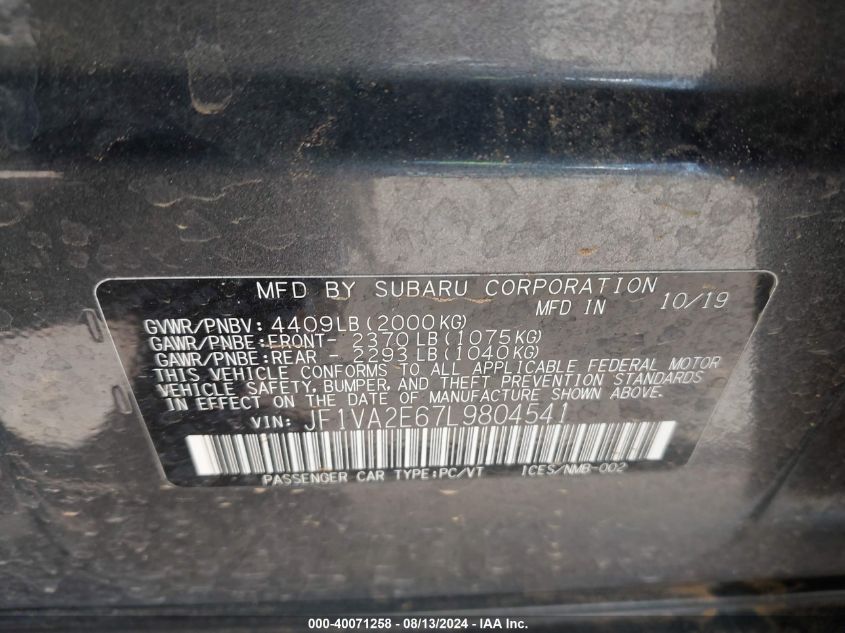 MFD BY SUBARU CORPORATION
MFD IN 10/19
GVWR/PNBV: 4409LB(2000KG)
GAWR/PNBE:FRONT- 2370LB(1075KG)
GAWR/PNBE:REAR - 2293LB(1040KG)
THIS VEHICLE CONFORMS TO ALL APPLICABLE FEDERAL MOTOR
VEHICLE SAFETY, BUMPER, AND THEFT PREVENTION STANDARDS
IN EFFECT ON THE DATE OF MANUFACTURE SHOWN ABOVE.
VIN: JF1VA2E67L9804541
PASSENGER CAR TYPE:PC/VT ICES/NMB-002
000-40071258 - 08/13/2024 - IAA Inc.